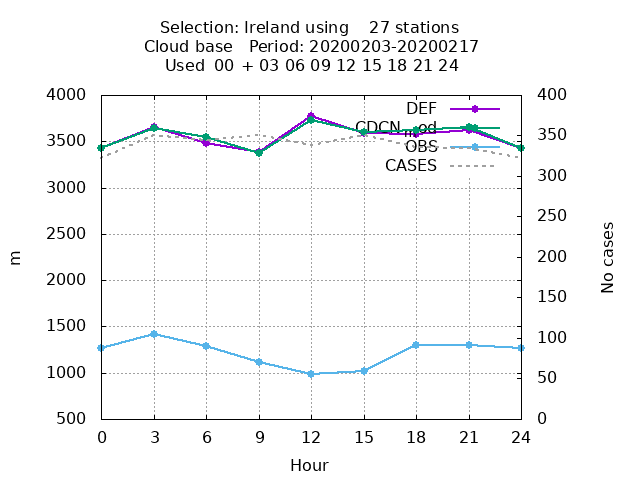 Selection: Ireland using 27 stations
Cloud base Period: 20200203-20200217
Used 00 + 03 06 09 12 15 18 21 24
4000
3500
3000
2500
2000
1500
1000
500
400
350
300
250
200
150
100
50
0
DEF
CDCN_mod
OBS
CASES
m
No cases
0 3 6 9 12 15 18 21 24
Hour